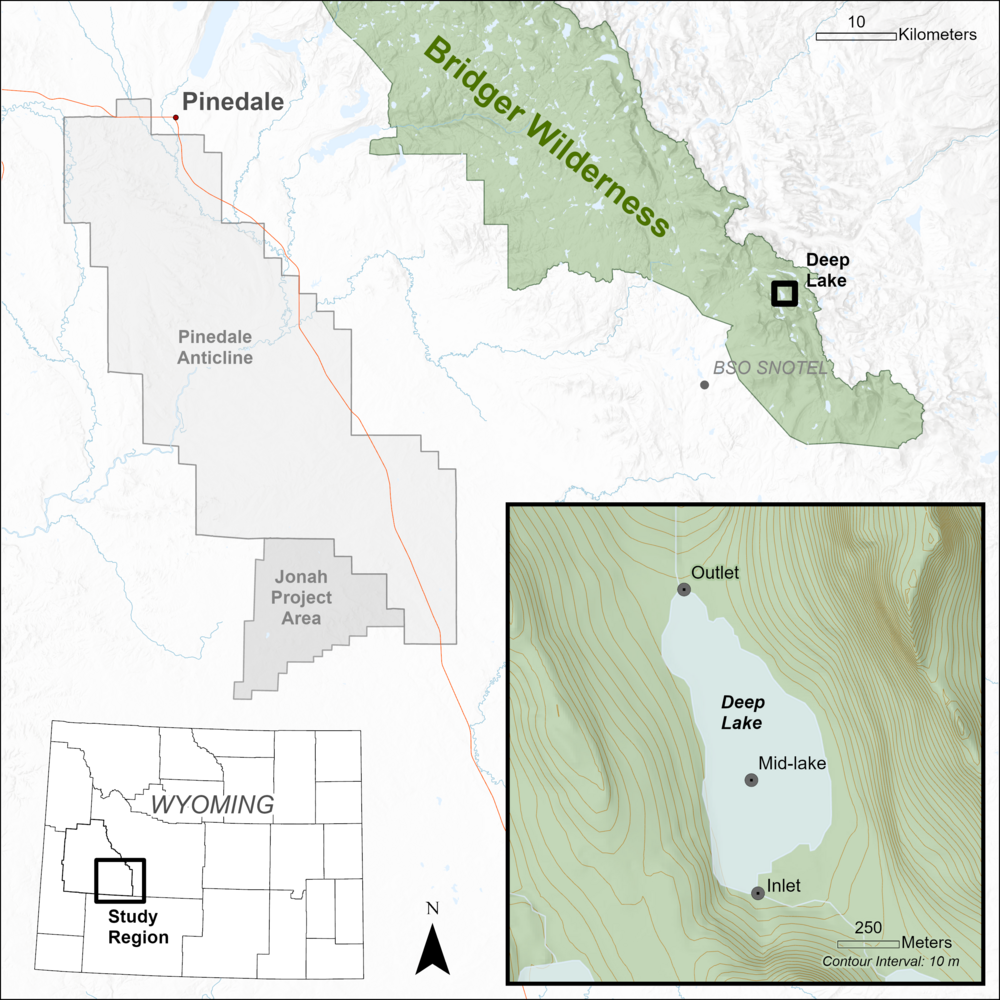 10
Kilometers
Pinedale
Bridger Wilderness
Deep
Lake
Pinedale
Anticline
BSO SNOTEL
Jonah
Project
Area
Outlet
Deep
Lake
Mid-lake
Inlet
250
Meters
Contour Interval: 10 m
WYOMING
Study
Region
N